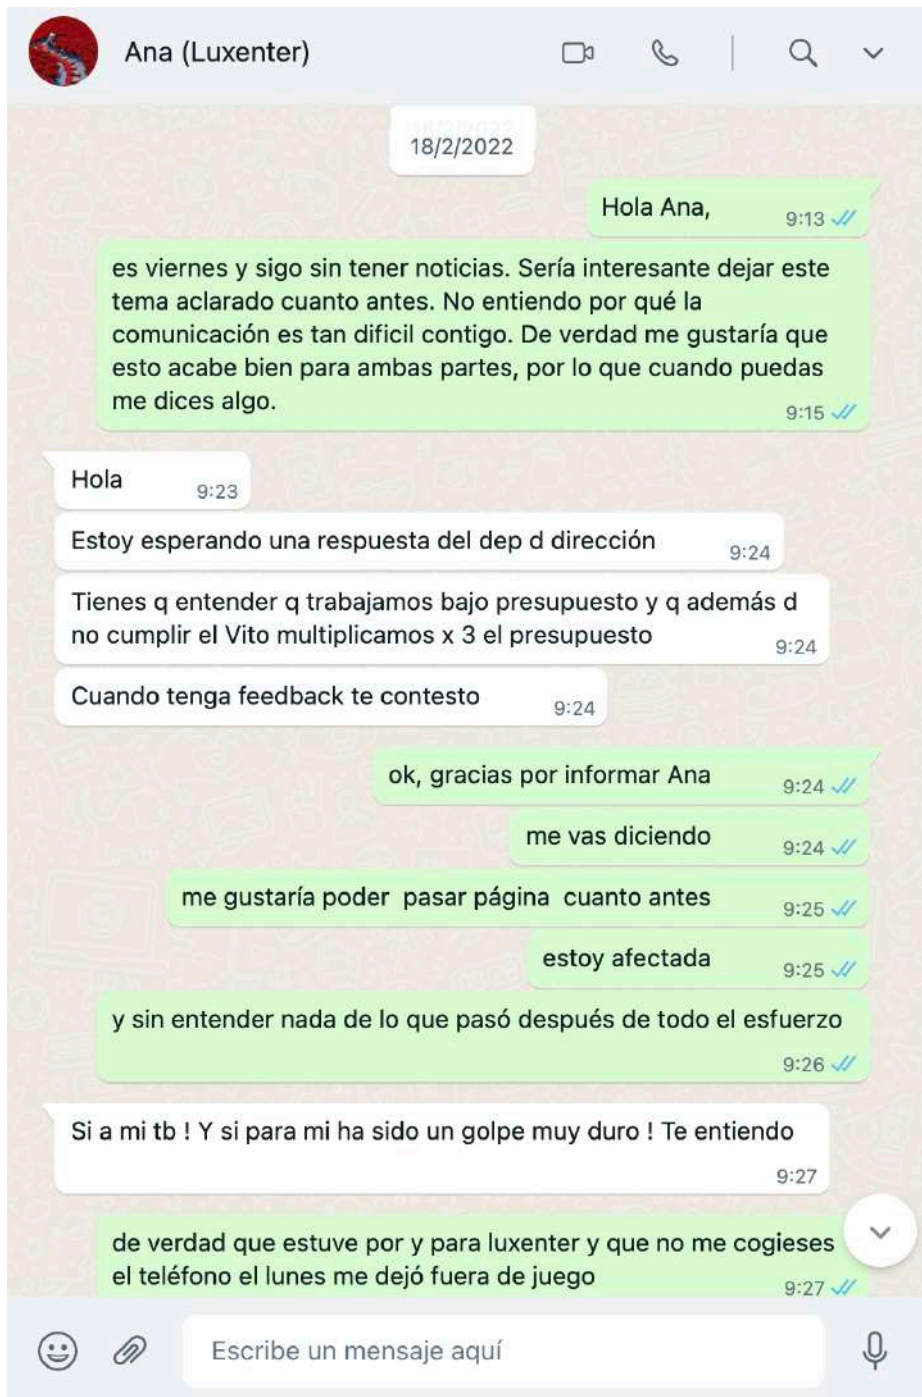 Ana (Luxenter)
18/2/2022
Hola Ana,
9:13
es viernes y sigo sin tener noticias. Sería interesante dejar este
tema aclarado cuanto antes. No entiendo por qué la
comunicación es tan dificil contigo. De verdad me gustaría que
esto acabe bien para ambas partes, por lo que cuando puedas
me dices algo.
9:15
Hola
9:23
Estoy esperando una respuesta del dep d dirección
9:24
Tienes q entender q trabajamos bajo presupuesto y q además d
no cumplir el Vito multiplicamos x 3 el presupuesto
9:24
Cuando tenga feedback te contesto
9:24
ok, gracias por informar Ana
9:24
me vas diciendo
9:24
me gustaría poder pasar página cuanto antes
9:25
estoy afectada
9:25
y sin entender nada de lo que pasó después de todo el esfuerzo
9:26
Si a mi tb ! Y si para mi ha sido un golpe muy duro ! Te entiendo
9:27
de verdad que estuve por y para luxenter y que no me cogieses
el teléfono el lunes me dejó fuera de juego
9:27
Escribe un mensaje aquí